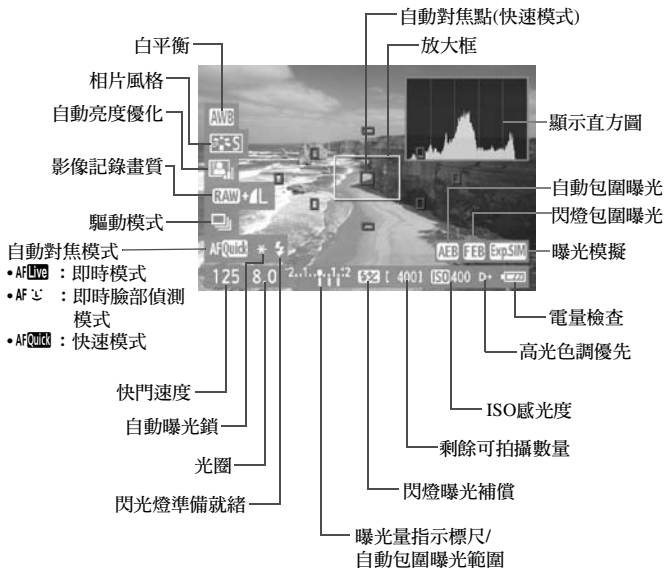 自動對焦點(快速模式)
放大框
白平衡
相片風格
自動亮度優化
影像記錄畫質
驅動模式
自動對焦模式
• AF Live :即時模式
• AF :即時臉部偵測
模式
• AF Quick :快速模式
顯示直方圖
自動包圍曝光
閃燈包圍曝光
曝光模擬
電量檢查
高光色調優先
ISO感光度
剩餘可拍攝數量
閃燈曝光補償
曝光量指示標尺/
自動包圍曝光範圍
快門速度
自動曝光鎖
光圈
閃光燈準備就緒
AWB
S
RAW+L
AF Quick *
AEB FEB Exp.SIM
125 8.0 -2..1..▼..1.:2 [ 400] ISO 400 D+